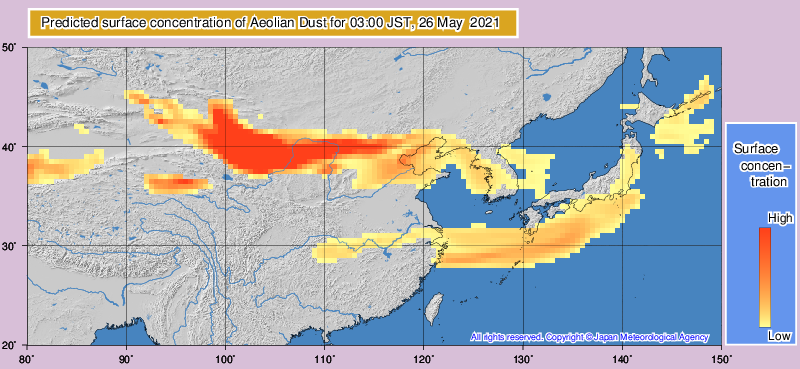 Predicted surface concentration of Aeolian Dust for 03:00 JST, 26 May 2021
50°
40°
30°
20°
80°
90°
100°
110°
120°
130°
140°
150°
All rights reserved. Copyright © Japan Meteorological Agency
Surface
concen-
tration
High
Low